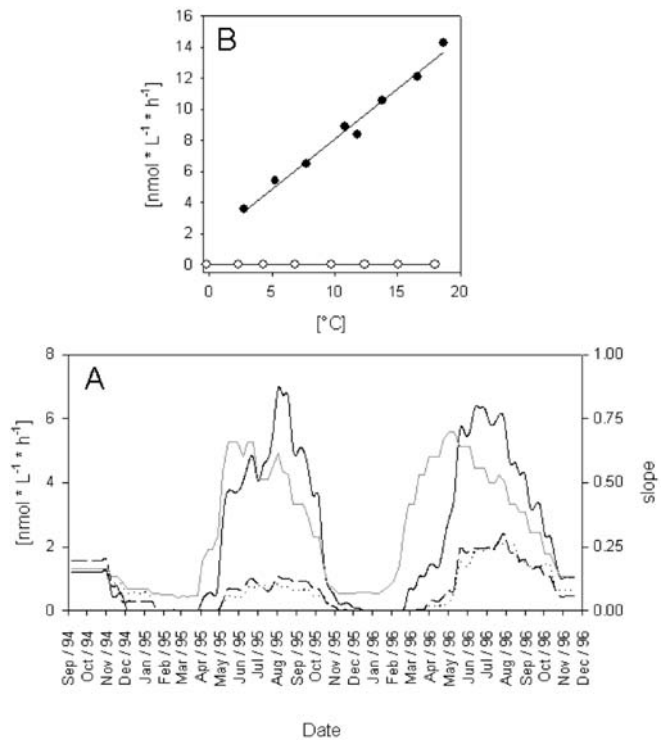 B
16
14
12
10
8
6
4
2
0
[nmol * L⁻¹ * h⁻¹]
0 5 10 15 20
[°C]
A
8
6
4
2
0
[nmol * L⁻¹ * h⁻¹]
1.00
0.75
0.50
0.25
0.00
slope
Sep / 94
Oct / 94
Nov / 94
Dec / 94
Jan / 95
Feb / 95
Mar / 95
Apr / 95
May / 95
Jun / 95
Jul / 95
Aug / 95
Sep / 95
Oct / 95
Nov / 95
Dec / 95
Jan / 96
Feb / 96
Mar / 96
Apr / 96
May / 96
Jun / 96
Jul / 96
Aug / 96
Sep / 96
Oct / 96
Nov / 96
Dec / 96
Date